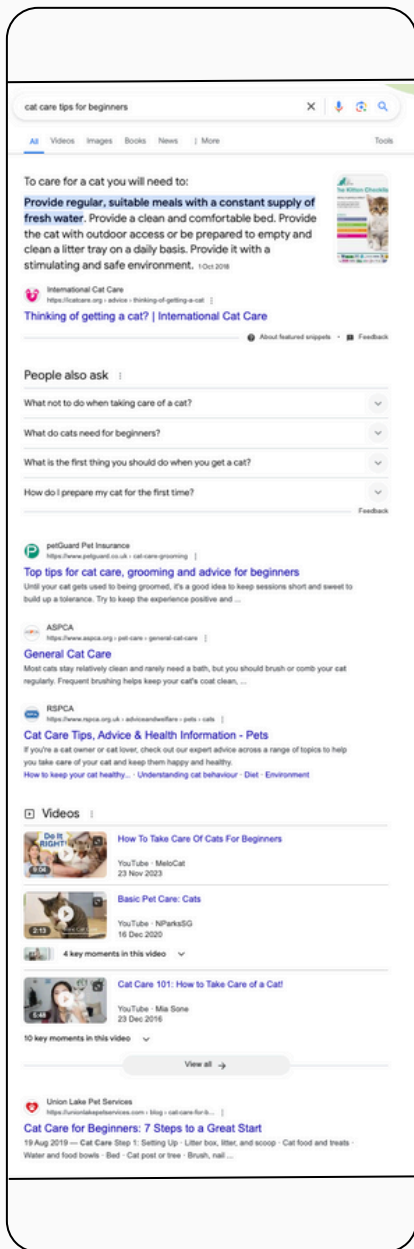 cat care tips for beginners
All Videos Images Books News | More Tools
To care for a cat you will need to:
Provide regular, suitable meals with a constant supply of
fresh water. Provide a clean and comfortable bed. Provide
the cat with outdoor access or be prepared to empty and
clean a litter tray on a daily basis. Provide it with a
stimulating and safe environment. 1 Oct 2018
International Cat Care
https://icatcare.org › advice › thinking-of-getting-a-cat
Thinking of getting a cat? | International Cat Care
About featured snippets • Feedback
People also ask
What not to do when taking care of a cat?
What do cats need for beginners?
What is the first thing you should do when you get a cat?
How do I prepare my cat for the first time?
Feedback
petGuard Pet Insurance
https://www.petguard.co.uk › cat-care-grooming
Top tips for cat care, grooming and advice for beginners
Until your cat gets used to being groomed, it's a good idea to keep sessions short and sweet to
build up a tolerance. Try to keep the experience positive and ...
ASPCA
https://www.aspca.org › pet-care › general-cat-care
General Cat Care
Most cats stay relatively clean and rarely need a bath, but you should brush or comb your cat
regularly. Frequent brushing helps keep your cat's coat clean, ...
RSPCA
https://www.rspca.org.uk › adviceandwelfare › pets › cats
Cat Care Tips, Advice & Health Information - Pets
If you're a cat owner or cat lover, check out our expert advice across a range of topics to help
you take care of your cat and keep them happy and healthy.
How to keep your cat healthy... · Understanding cat behaviour · Diet · Environment
Videos
Do It
RIGHT!
9:04
How To Take Care Of Cats For Beginners
YouTube · MeloCat
23 Nov 2023
2:13
Basic Pet Care: Cats
YouTube · NParksSG
16 Dec 2020
4 key moments in this video
5:48
Cat Care 101: How to Take Care of a Cat!
YouTube · Mia Sone
23 Dec 2016
10 key moments in this video
View all
Union Lake Pet Services
https://unionlakepetservices.com › blog › cat-care-for-b...
Cat Care for Beginners: 7 Steps to a Great Start
19 Aug 2019 — Cat Care Step 1: Setting Up · Litter box, litter, and scoop · Cat food and treats ·
Water and food bowls · Bed · Cat post or tree · Brush, nail ...